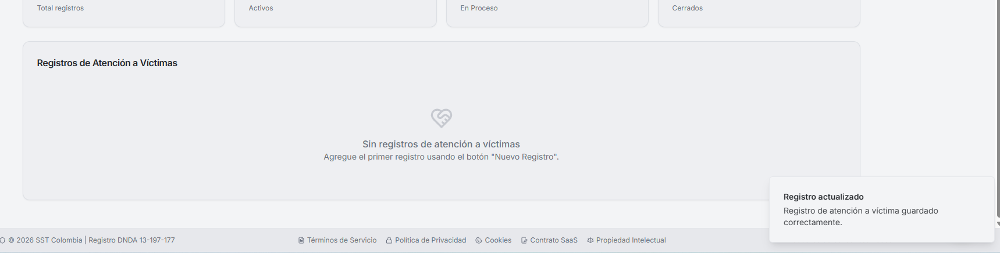 Total registros
Activos
En Proceso
Cerrados
Registros de Atención a Víctimas
Sin registros de atención a víctimas
Agregue el primer registro usando el botón "Nuevo Registro".
Registro actualizado
Registro de atención a víctima guardado
correctamente.
© 2026 SST Colombia | Registro DNDA 13-197-177
Términos de Servicio
Política de Privacidad
Cookies
Contrato SaaS
Propiedad Intelectual